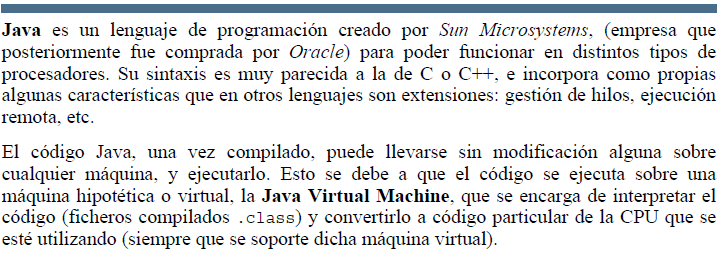 Java es un lenguaje de programación creado por Sun Microsystems, (empresa que
posteriormente fue comprada por Oracle) para poder funcionar en distintos tipos de
procesadores. Su sintaxis es muy parecida a la de C o C++, e incorpora como propias
algunas características que en otros lenguajes son extensiones: gestión de hilos, ejecución
remota, etc.
El código Java, una vez compilado, puede llevarse sin modificación alguna sobre
cualquier máquina, y ejecutarlo. Esto se debe a que el código se ejecuta sobre una
máquina hipotética o virtual, la Java Virtual Machine, que se encarga de interpretar el
código (ficheros compilados .class) y convertirlo a código particular de la CPU que se
esté utilizando (siempre que se soporte dicha máquina virtual).